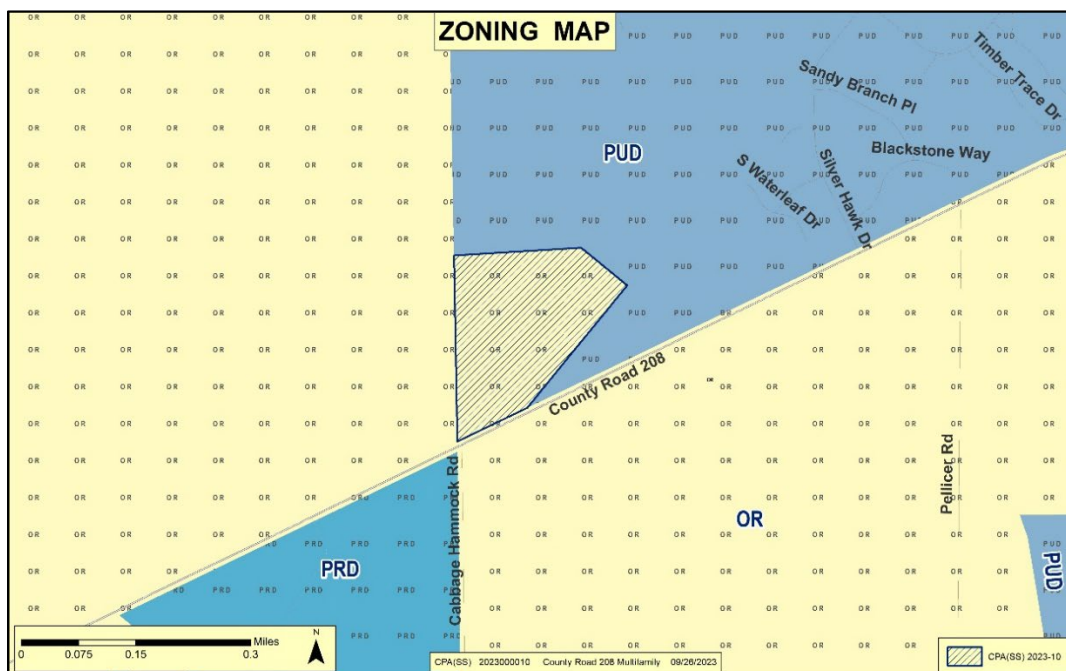 ZONING MAP
Timber Trace Dr
Sandy Branch Pl
PUD
Blackstone Way
S Waterleaf Dr
Silver Hawk Dr
County Road 208
Cabbage Hammock Rd
Pellicer Rd
OR
PRD
PUD
Miles
0 0.075 0.15 0.3
N
CPA(SS) 2023000010 County Road 208 Multifamily 09/26/2023
CPA(SS) 2023-10